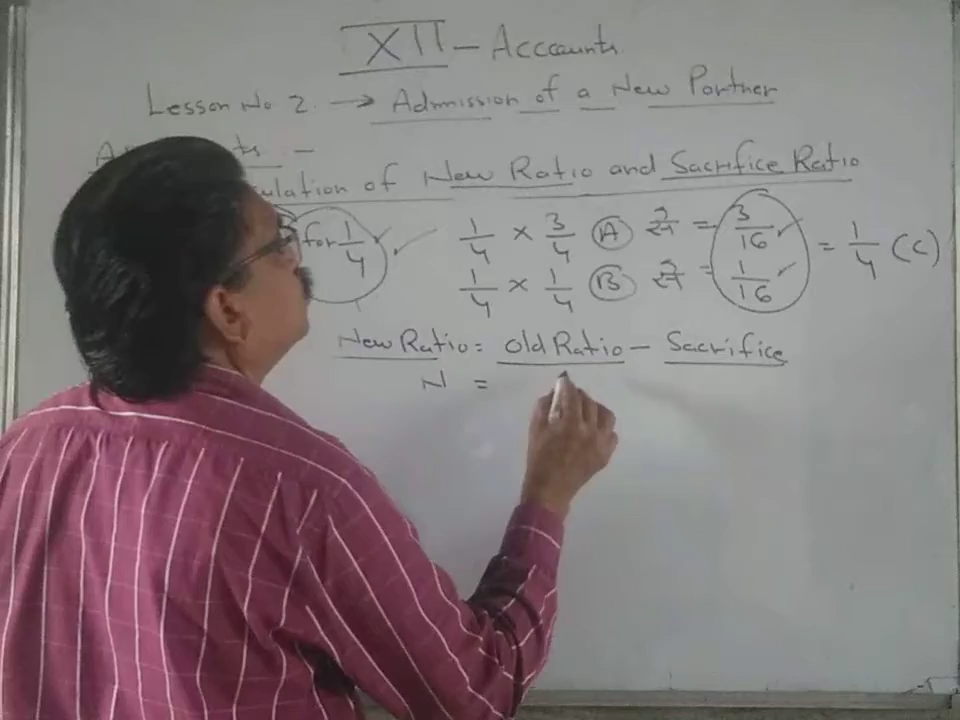 XII - Accounts
Lesson No 2. → Admission of a New Partner
ts -
ulation of New Ratio and Sacrifice Ratio
for 1/4 ✓ 1/4 × 3/4 (A) से = 3/16 ✓ = 1/4 (C)
1/4 × 1/4 (B) से = 1/16 ✓
New Ratio = Old Ratio - Sacrifice
N =